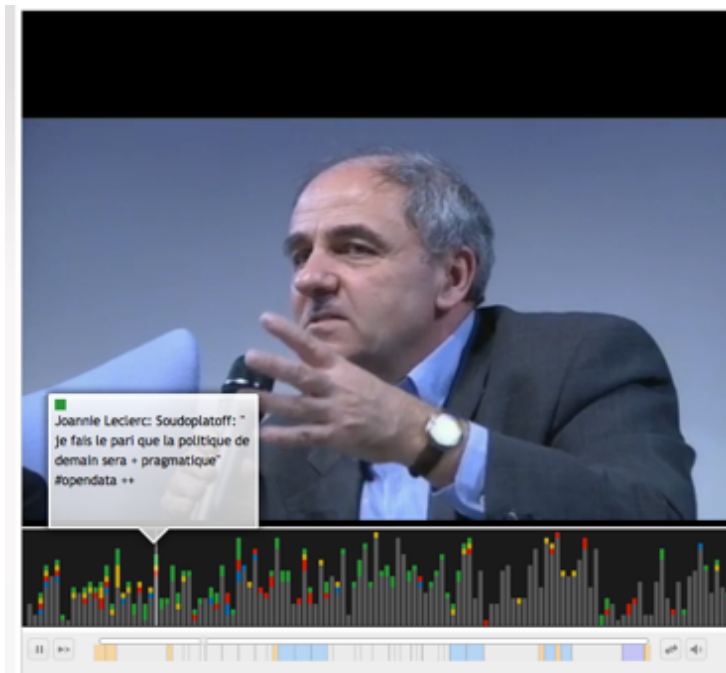 Joannie Leclerc: Soudoplatoff: "
je fais le pari que la politique de
demain sera + pragmatique"
#opendata ++